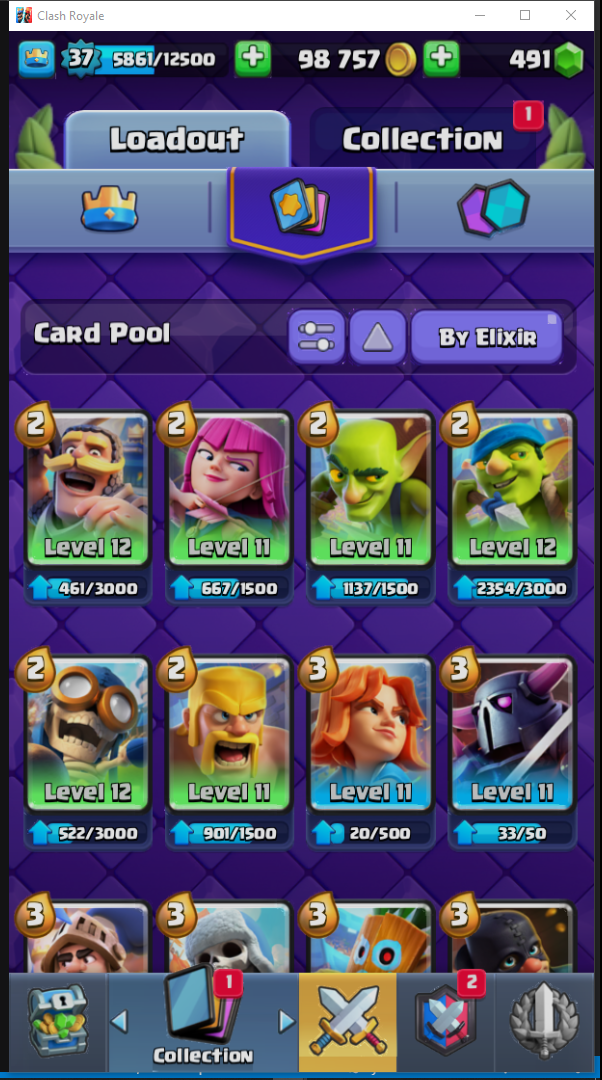 Clash Royale
37 5861/12500 98 757 491
Loadout Collection 1
Card Pool By Elixir
2 2 2 2
Level 12 Level 11 Level 11 Level 12
461/3000 667/1500 1137/1500 2354/3000
2 2 3 3
Level 12 Level 11 Level 11 Level 11
522/3000 901/1500 20/500 33/50
3 3 3 3
1 2
Collection